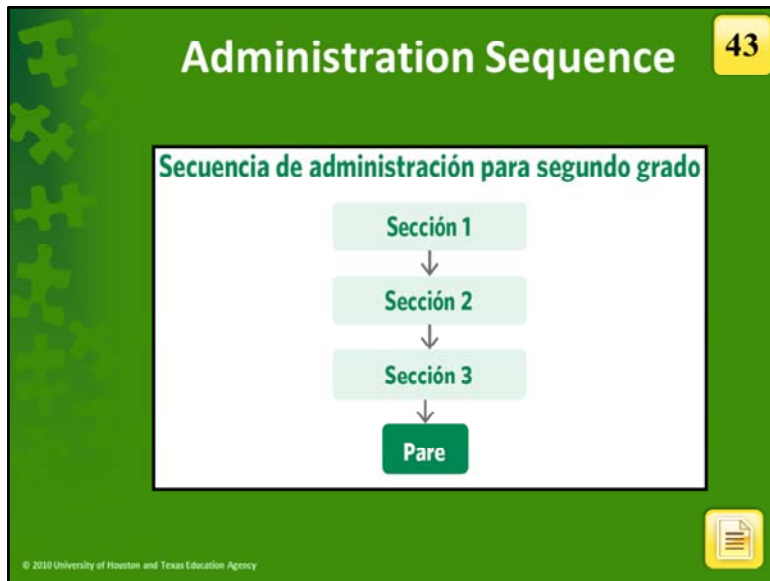 Administration Sequence
43
Secuencia de administración para segundo grado
Sección 1
Sección 2
Sección 3
Pare
© 2010 University of Houston and Texas Education Agency